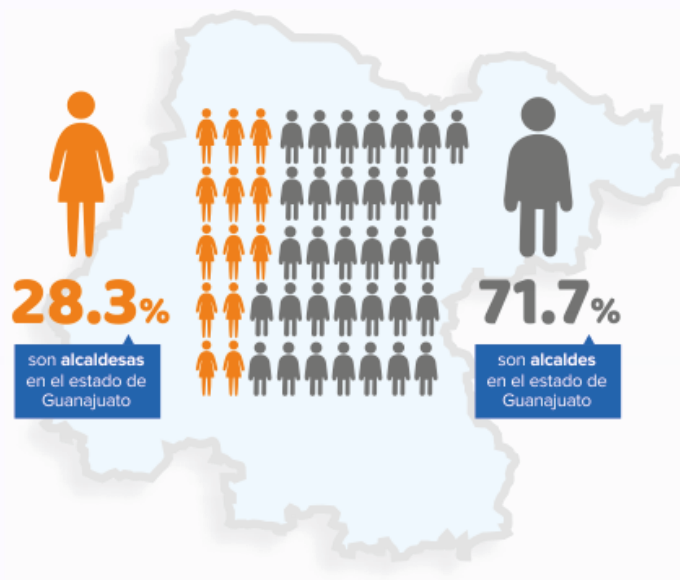 28.3%
son alcaldesas
en el estado de
Guanajuato
71.7%
son alcaldes
en el estado de
Guanajuato